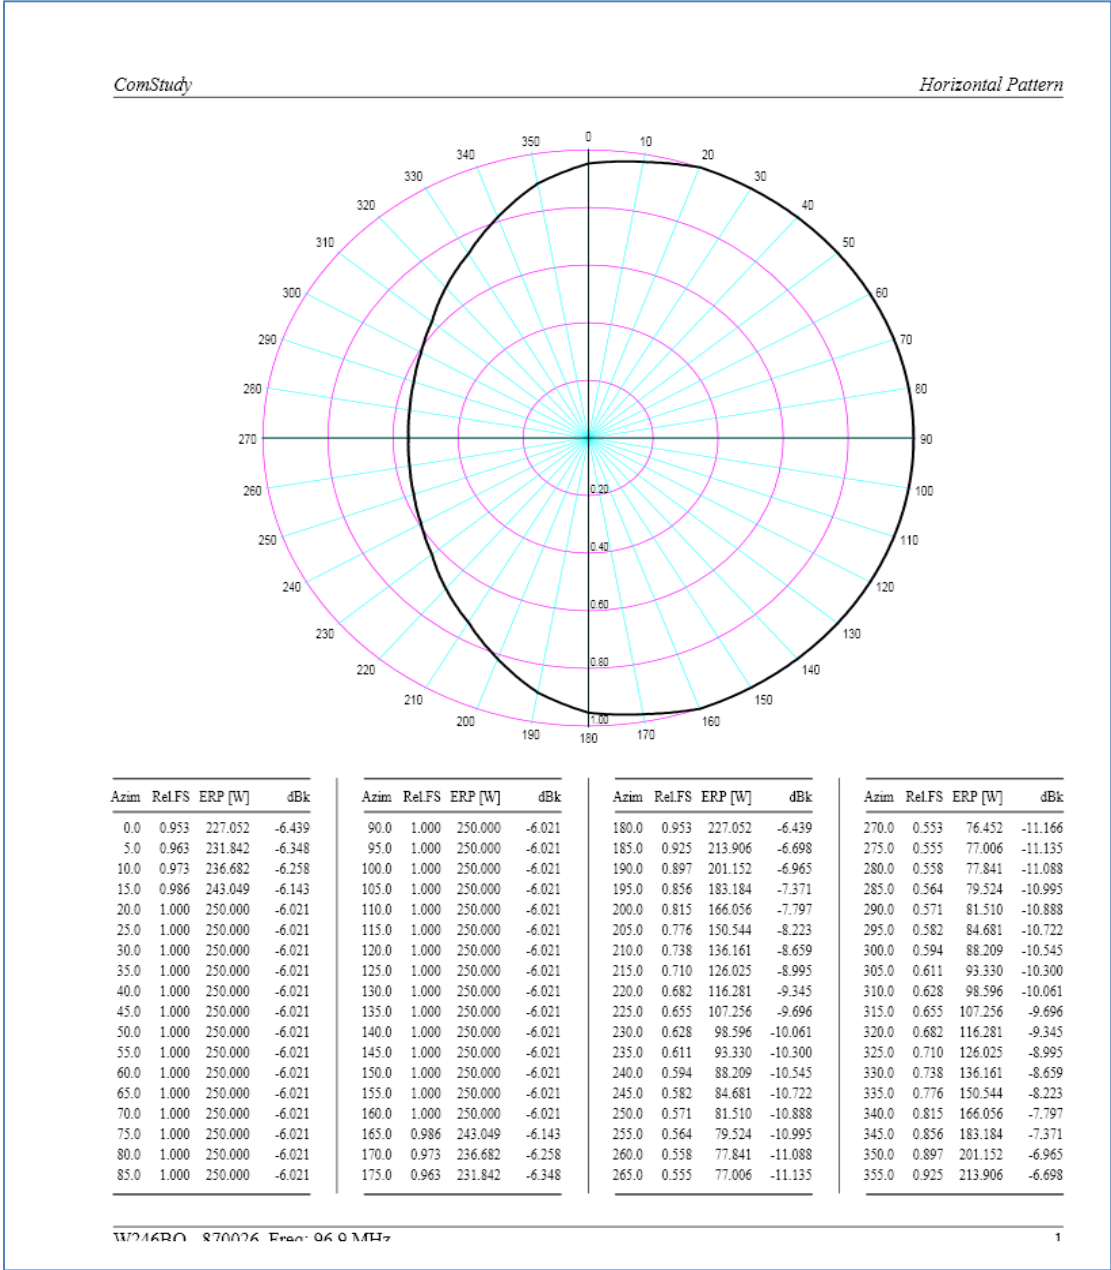 ComStudy Horizontal Pattern
0
350 10
340 20
330 30
320 40
310 50
300 60
290 70
280 80
270 90
260 0.20 100
250 0.40 110
240 0.60 120
230 130
220 0.80 140
210 150
200 1.00 160
190 180 170
Azim Rel.FS ERP [W] dBk Azim Rel.FS ERP [W] dBk Azim Rel.FS ERP [W] dBk Azim Rel.FS ERP [W] dBk
0.0 0.953 227.052 -6.439 90.0 1.000 250.000 -6.021 180.0 0.953 227.052 -6.439 270.0 0.553 76.452 -11.166
5.0 0.963 231.842 -6.348 95.0 1.000 250.000 -6.021 185.0 0.925 213.906 -6.698 275.0 0.555 77.006 -11.135
10.0 0.973 236.682 -6.258 100.0 1.000 250.000 -6.021 190.0 0.897 201.152 -6.965 280.0 0.558 77.841 -11.088
15.0 0.986 243.049 -6.143 105.0 1.000 250.000 -6.021 195.0 0.856 183.184 -7.371 285.0 0.564 79.524 -10.995
20.0 1.000 250.000 -6.021 110.0 1.000 250.000 -6.021 200.0 0.815 166.056 -7.797 290.0 0.571 81.510 -10.888
25.0 1.000 250.000 -6.021 115.0 1.000 250.000 -6.021 205.0 0.776 150.544 -8.223 295.0 0.582 84.681 -10.722
30.0 1.000 250.000 -6.021 120.0 1.000 250.000 -6.021 210.0 0.738 136.161 -8.659 300.0 0.594 88.209 -10.545
35.0 1.000 250.000 -6.021 125.0 1.000 250.000 -6.021 215.0 0.710 126.025 -8.995 305.0 0.611 93.330 -10.300
40.0 1.000 250.000 -6.021 130.0 1.000 250.000 -6.021 220.0 0.682 116.281 -9.345 310.0 0.628 98.596 -10.061
45.0 1.000 250.000 -6.021 135.0 1.000 250.000 -6.021 225.0 0.655 107.256 -9.696 315.0 0.655 107.256 -9.696
50.0 1.000 250.000 -6.021 140.0 1.000 250.000 -6.021 230.0 0.628 98.596 -10.061 320.0 0.682 116.281 -9.345
55.0 1.000 250.000 -6.021 145.0 1.000 250.000 -6.021 235.0 0.611 93.330 -10.300 325.0 0.710 126.025 -8.995
60.0 1.000 250.000 -6.021 150.0 1.000 250.000 -6.021 240.0 0.594 88.209 -10.545 330.0 0.738 136.161 -8.659
65.0 1.000 250.000 -6.021 155.0 1.000 250.000 -6.021 245.0 0.582 84.681 -10.722 335.0 0.776 150.544 -8.223
70.0 1.000 250.000 -6.021 160.0 1.000 250.000 -6.021 250.0 0.571 81.510 -10.888 340.0 0.815 166.056 -7.797
75.0 1.000 250.000 -6.021 165.0 0.986 243.049 -6.143 255.0 0.564 79.524 -10.995 345.0 0.856 183.184 -7.371
80.0 1.000 250.000 -6.021 170.0 0.973 236.682 -6.258 260.0 0.558 77.841 -11.088 350.0 0.897 201.152 -6.965
85.0 1.000 250.000 -6.021 175.0 0.963 231.842 -6.348 265.0 0.555 77.006 -11.135 355.0 0.925 213.906 -6.698
870026 Freq: 96.9 MHz 1